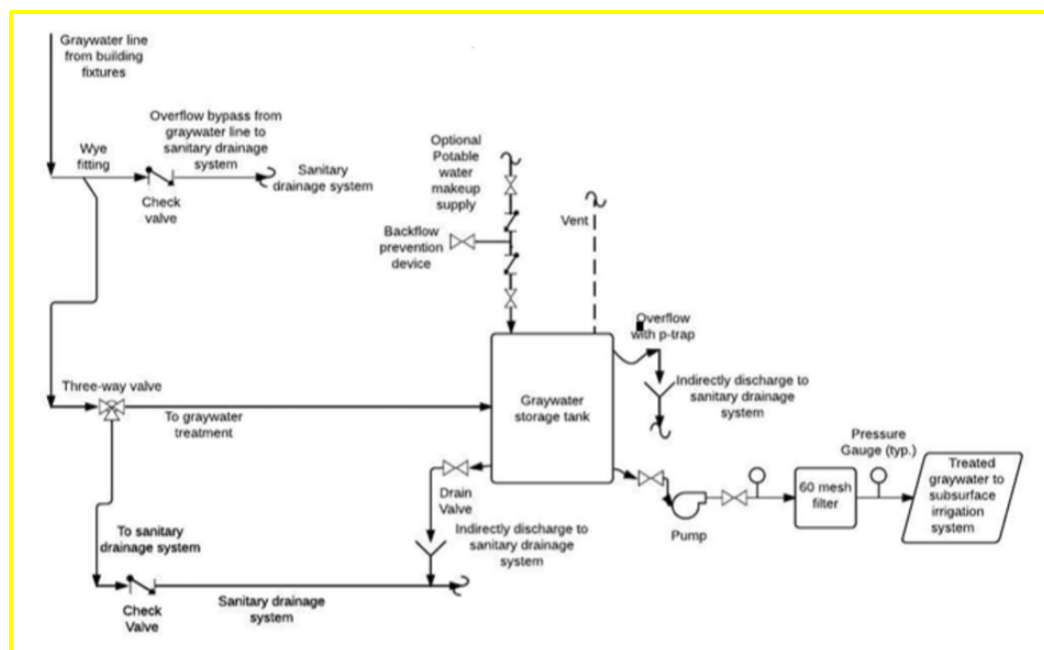 Graywater line
from building
fixtures
Overflow bypass from
graywater line to
sanitary drainage
system
Wye
fitting
Sanitary
drainage system
Check
valve
Optional
Potable
water
makeup
supply
Vent
Backflow
prevention
device
Overflow
with p-trap
Three-way valve
To graywater
treatment
Graywater
storage tank
Indirectly discharge to
sanitary drainage
system
Pressure
Gauge (typ.)
Treated
graywater to
subsurface
irrigation
system
60 mesh
filter
Drain
Valve
Pump
To sanitary
drainage system
Indirectly discharge to
sanitary drainage
system
Check
Valve
Sanitary drainage
system